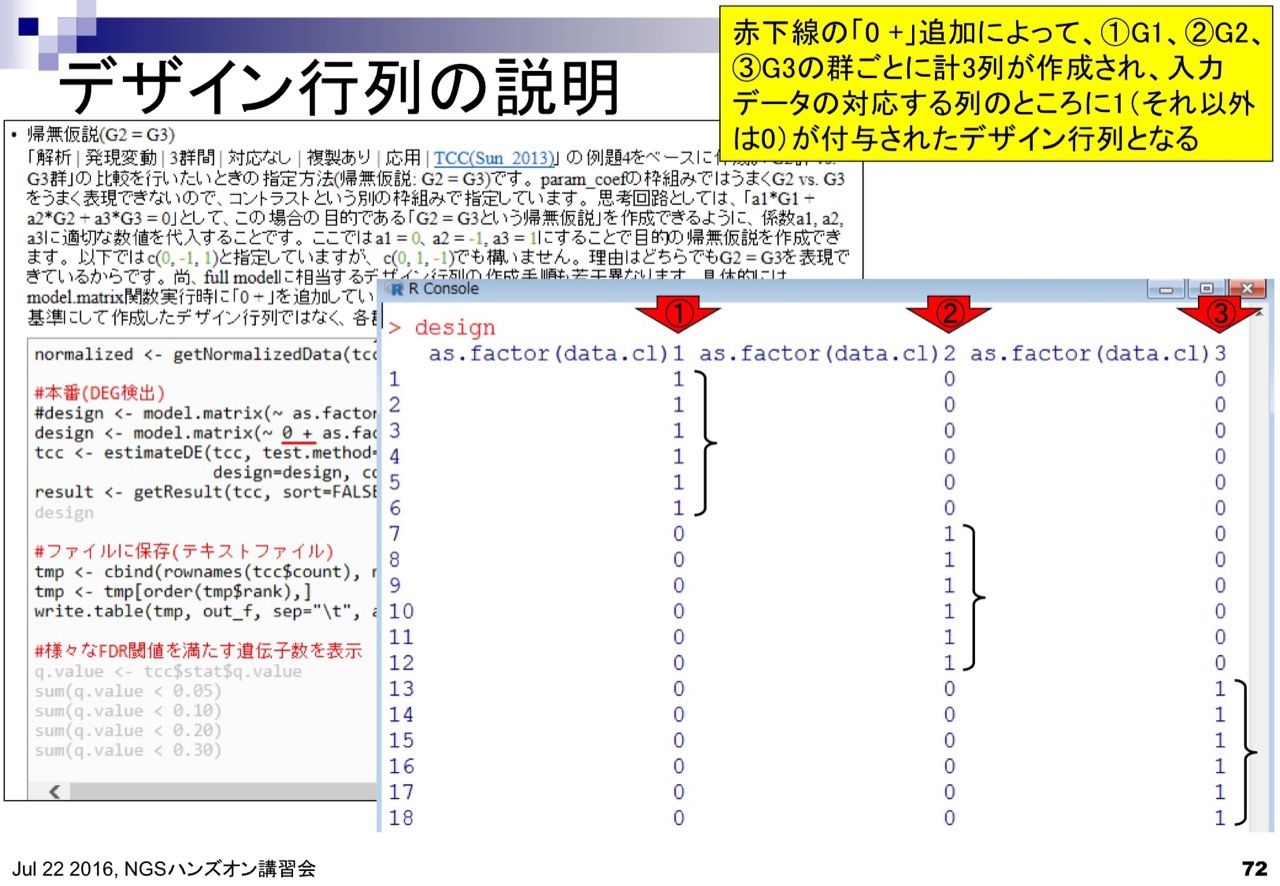 デザイン行列の説明
赤下線の「0 +」追加によって、①G1、②G2、
③G3の群ごとに計3列が作成され、入力
データの対応する列のところに1(それ以外
は0)が付与されたデザイン行列となる
• 帰無仮説(G2 = G3)
「解析 | 発現変動 | 3群間 | 対応なし | 複製あり | 応用 | TCC(Sun_2013)」の例題4をベースに
G3群」の比較を行いたいときの指定方法(帰無仮説: G2 = G3)です。param_coefの枠組みではうまくG2 vs. G3
をうまく表現できないので、コントラストという別の枠組みで指定しています。思考回路としては、「a1*G1 +
a2*G2 + a3*G3 = 0」として、この場合の目的である「G2 = G3という帰無仮説」を作成できるように、係数a1, a2,
a3に適切な数値を代入することです。ここではa1 = 0、a2 = -1, a3 = 1にすることで目的の帰無仮説を作成でき
ます。以下ではc(0, -1, 1)と指定していますが、c(0, 1, -1)でも構いません。理由はどちらでもG2 = G3を表現で
きているからです。尚、full modelに相当するデザイン行列の作成手順も若干異なります。具体的には、
model.matrix関数実行時に「0 +」を追加してい
基準にして作成したデザイン行列ではなく、各
normalized <- getNormalizedData(tcc
#本番(DEG検出)
#design <- model.matrix(~ as.factor
design <- model.matrix(~ 0 + as.fac
tcc <- estimateDE(tcc, test.method=
design=design, co
result <- getResult(tcc, sort=FALSE
design
#ファイルに保存(テキストファイル)
tmp <- cbind(rownames(tcc$count), n
tmp <- tmp[order(tmp$rank),]
write.table(tmp, out_f, sep="\t", a
#様々なFDR閾値を満たす遺伝子数を表示
q.value <- tcc$stat$q.value
sum(q.value < 0.05)
sum(q.value < 0.10)
sum(q.value < 0.20)
sum(q.value < 0.30)
R Console
① ② ③
> design
as.factor(data.cl)1 as.factor(data.cl)2 as.factor(data.cl)3
1 1 0 0
2 1 0 0
3 1 0 0
4 1 0 0
5 1 0 0
6 1 0 0
7 0 1 0
8 0 1 0
9 0 1 0
10 0 1 0
11 0 1 0
12 0 1 0
13 0 0 1
14 0 0 1
15 0 0 1
16 0 0 1
17 0 0 1
18 0 0 1
Jul 22 2016, NGSハンズオン講習会
72